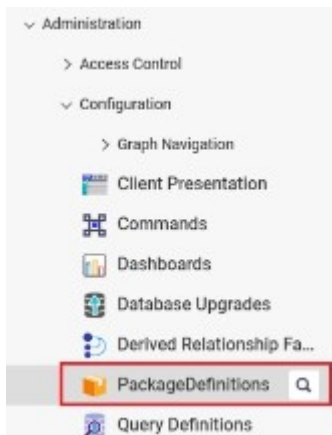 Administration
Access Control
Configuration
Graph Navigation
Client Presentation
Commands
Dashboards
Database Upgrades
Derived Relationship Fa...
PackageDefinitions
Query Definitions